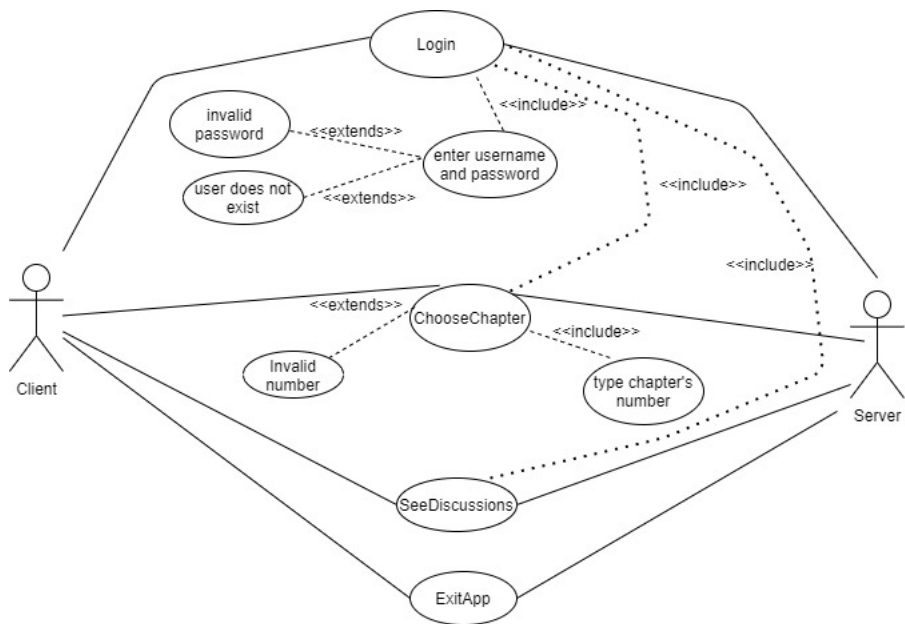 Login
<<include>>
invalid
password
<<extends>>
enter username
and password
<<include>>
user does not
exist
<<extends>>
<<include>>
<<extends>>
ChooseChapter
<<include>>
Invalid
number
type chapter's
number
Client
Server
SeeDiscussions
ExitApp